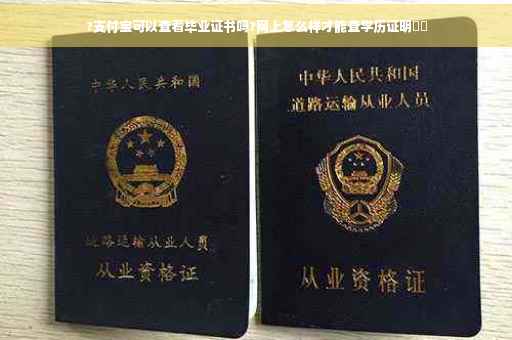 ?支付宝可以查看毕业证书吗?网上怎么样才能查学历证明□□
中华人民共和国
道路运输从业人员
从业资格证
中华人民共和国
道路运输从业人员
从业资格证